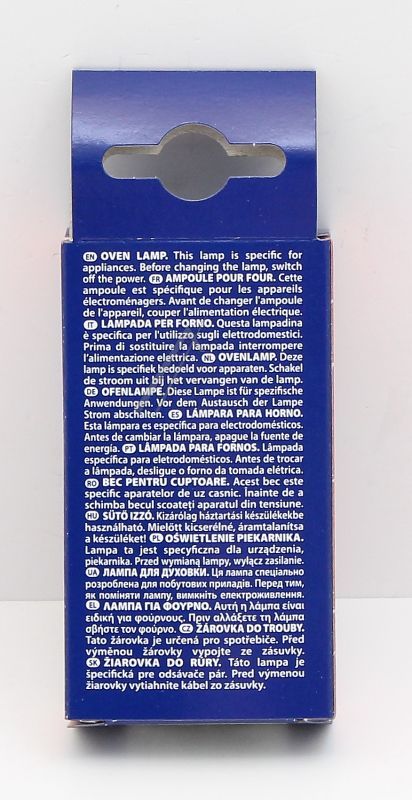 EN OVEN LAMP. This lamp is specific for
appliances. Before changing the lamp, switch
off the power. FR AMPOULE POUR FOUR. Cette
ampoule est spécifique pour les appareils
électroménagers. Avant de changer l'ampoule
de l'appareil, couper l'alimentation électrique.
IT LAMPADA PER FORNO. Questa lampadina
è specifica per l'utilizzo sugli elettrodomestici.
Prima di sostituire la lampada interrompere
l'alimentazione elettrica. NL OVENLAMP. Deze
lamp is specifiek bedoeld voor apparaten. Schakel
de stroom uit bij het vervangen van de lamp.
DE OFENLAMPE. Diese Lampe ist für spezifische
Anwendungen. Vor dem Austausch der Lampe
Strom abschalten. ES LÁMPARA PARA HORNO.
Esta lámpara es específica para electrodomésticos.
Antes de cambiar la lámpara, apague la fuente de
energía. PT LÂMPADA PARA FORNOS. Lâmpada
específica para eletrodomésticos. Antes de trocar
a lâmpada, desligue o forno da tomada elétrica.
RO BEC PENTRU CUPTOARE. Acest bec este
specific aparatelor de uz casnic. Înainte de a
schimba becul scoateți aparatul din tensiune.
HU SÜTŐ IZZÓ. Kizárólag háztartási készülékekbe
használható. Mielőtt kicserélné, áramtalanítsa
a készüléket! PL OŚWIETLENIE PIEKARNIKA.
Lampa ta jest specyficzna dla urządzenia,
piekarnika. Przed wymianą lampy, wyłącz zasilanie.
UA ЛАМПА ДЛЯ ДУХОВКИ. Ця лампа спеціально
розроблена для побутових приладів. Перед тим,
як поміняти лампу, вимкніть електроживлення.
EL ΛΑΜΠΑ ΓΙΑ ΦΟΥΡΝΟ. Αυτή η λάμπα είναι
ειδική για φούρνους. Πριν αλλάξετε τη λάμπα
σβήστε τον φούρνο. CZ ŽÁROVKA DO TROUBY.
Tato žárovka je určená pro spotřebiče. Před
výměnou žárovky vypojte ze zásuvky.
SK ŽIAROVKA DO RÚRY. Táto lampa je
špecifická pre odsávače pár. Pred výmenou
žiarovky vytiahnite kábel zo zásuvky.